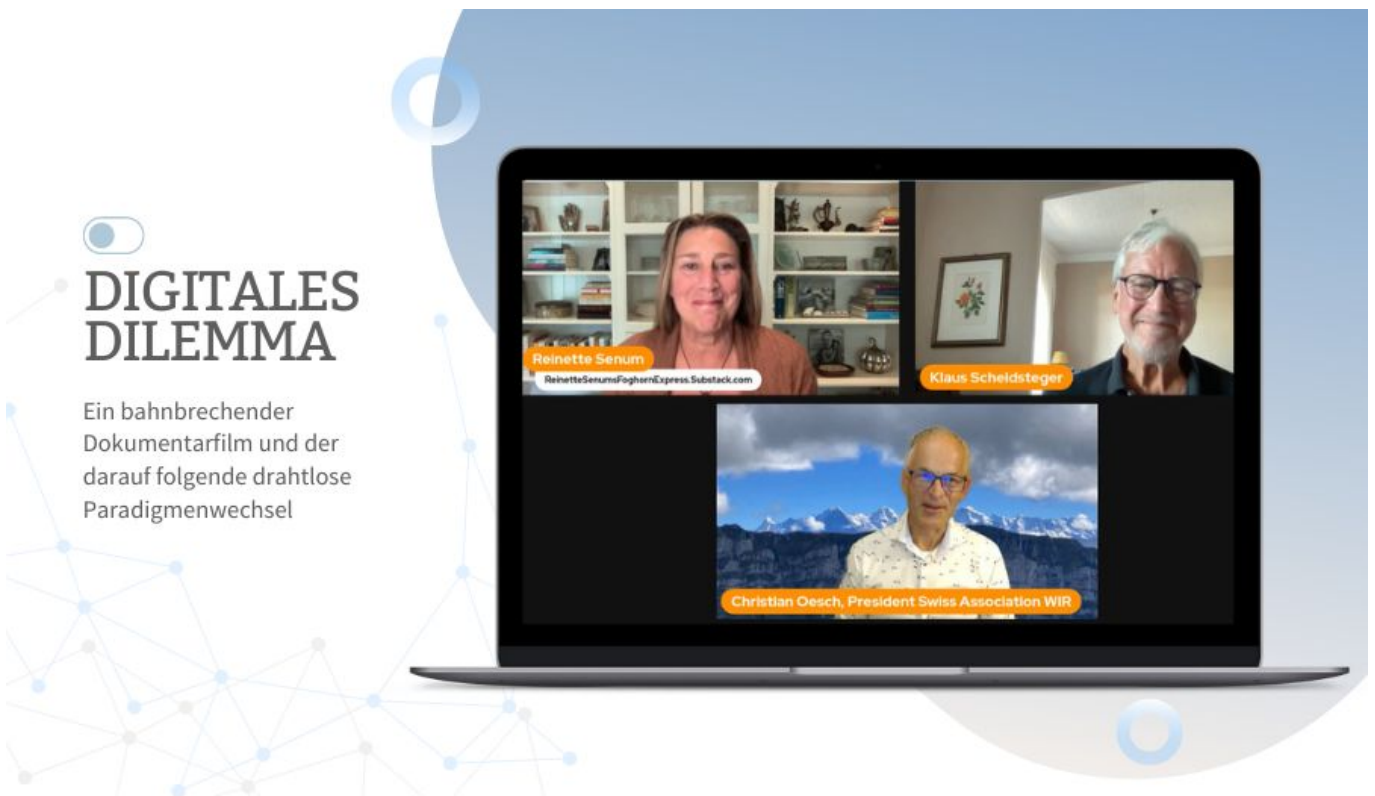 DIGITALES
DILEMMA
Ein bahnbrechender
Dokumentarfilm und der
darauf folgende drahtlose
Paradigmenwechsel
Reinette Senum
ReinetteSenumsFoghornExpress.Substack.com
Klaus Scheidsteger
Christian Oesch, President Swiss Association WIR